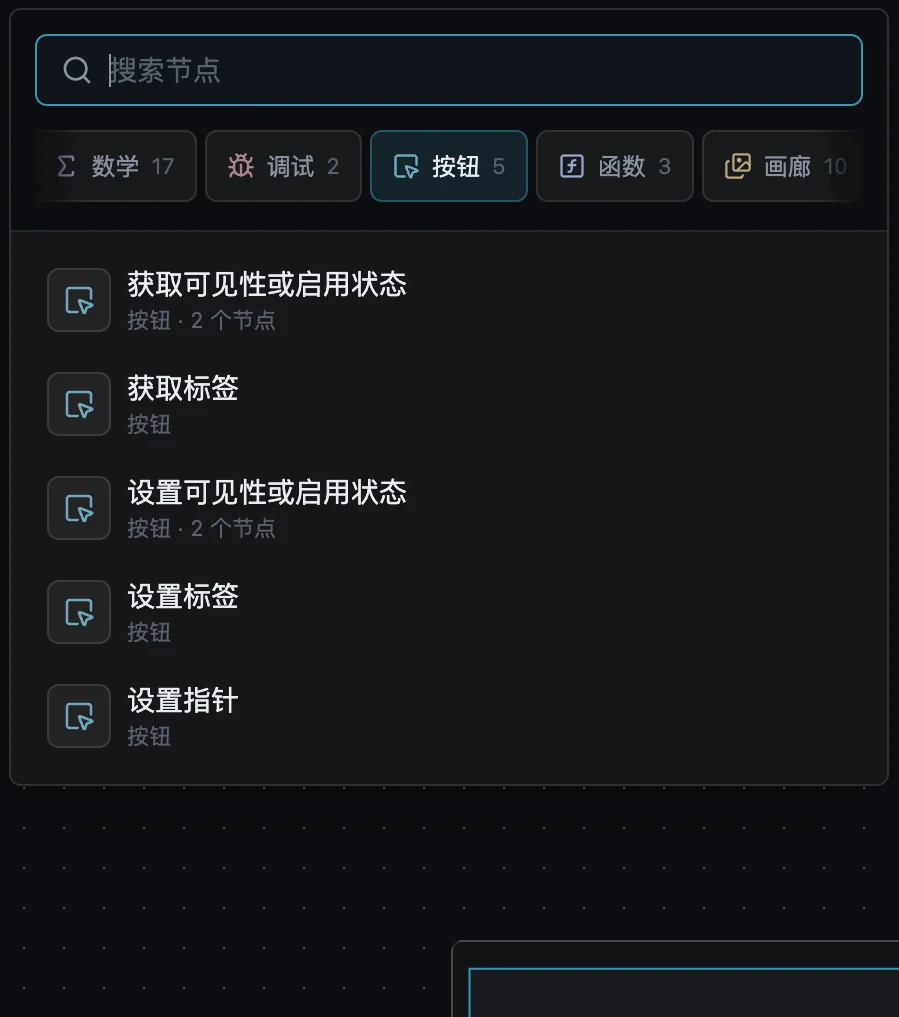 搜索节点
数学 17
调试 2
按钮 5
函数 3
画廊 10
获取可见性或启用状态
按钮 · 2 个节点
获取标签
按钮
设置可见性或启用状态
按钮 · 2 个节点
设置标签
按钮
设置指针
按钮